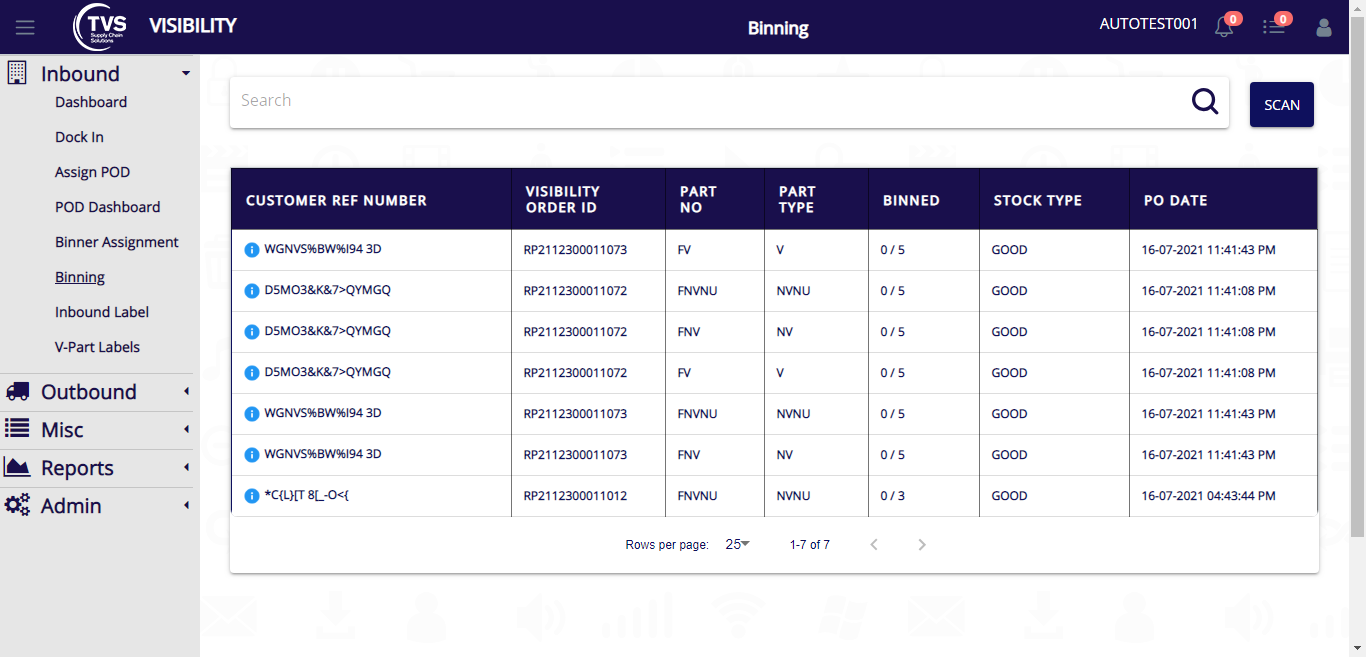 TVS
Supply Chain
Solutions
VISIBILITY
Binning
AUTOTEST001
0
0
Inbound
Dashboard
Dock In
Assign POD
POD Dashboard
Binner Assignment
Binning
Inbound Label
V-Part Labels
Outbound
Misc
Reports
Admin
Search
SCAN
CUSTOMER REF NUMBER VISIBILITY ORDER ID PART NO PART TYPE BINNED STOCK TYPE PO DATE
WGNVS%BW%I94 3D RP2112300011073 FV V 0 / 5 GOOD 16-07-2021 11:41:43 PM
D5MO3&K&7>QYMGQ RP2112300011072 FNVNU NVNU 0 / 5 GOOD 16-07-2021 11:41:08 PM
D5MO3&K&7>QYMGQ RP2112300011072 FNV NV 0 / 5 GOOD 16-07-2021 11:41:08 PM
D5MO3&K&7>QYMGQ RP2112300011072 FV V 0 / 5 GOOD 16-07-2021 11:41:08 PM
WGNVS%BW%I94 3D RP2112300011073 FNVNU NVNU 0 / 5 GOOD 16-07-2021 11:41:43 PM
WGNVS%BW%I94 3D RP2112300011073 FNV NV 0 / 5 GOOD 16-07-2021 11:41:43 PM
*C{L}[T 8[_-O<{ RP2112300011012 FNVNU NVNU 0 / 3 GOOD 16-07-2021 04:43:44 PM
Rows per page: 25 1-7 of 7